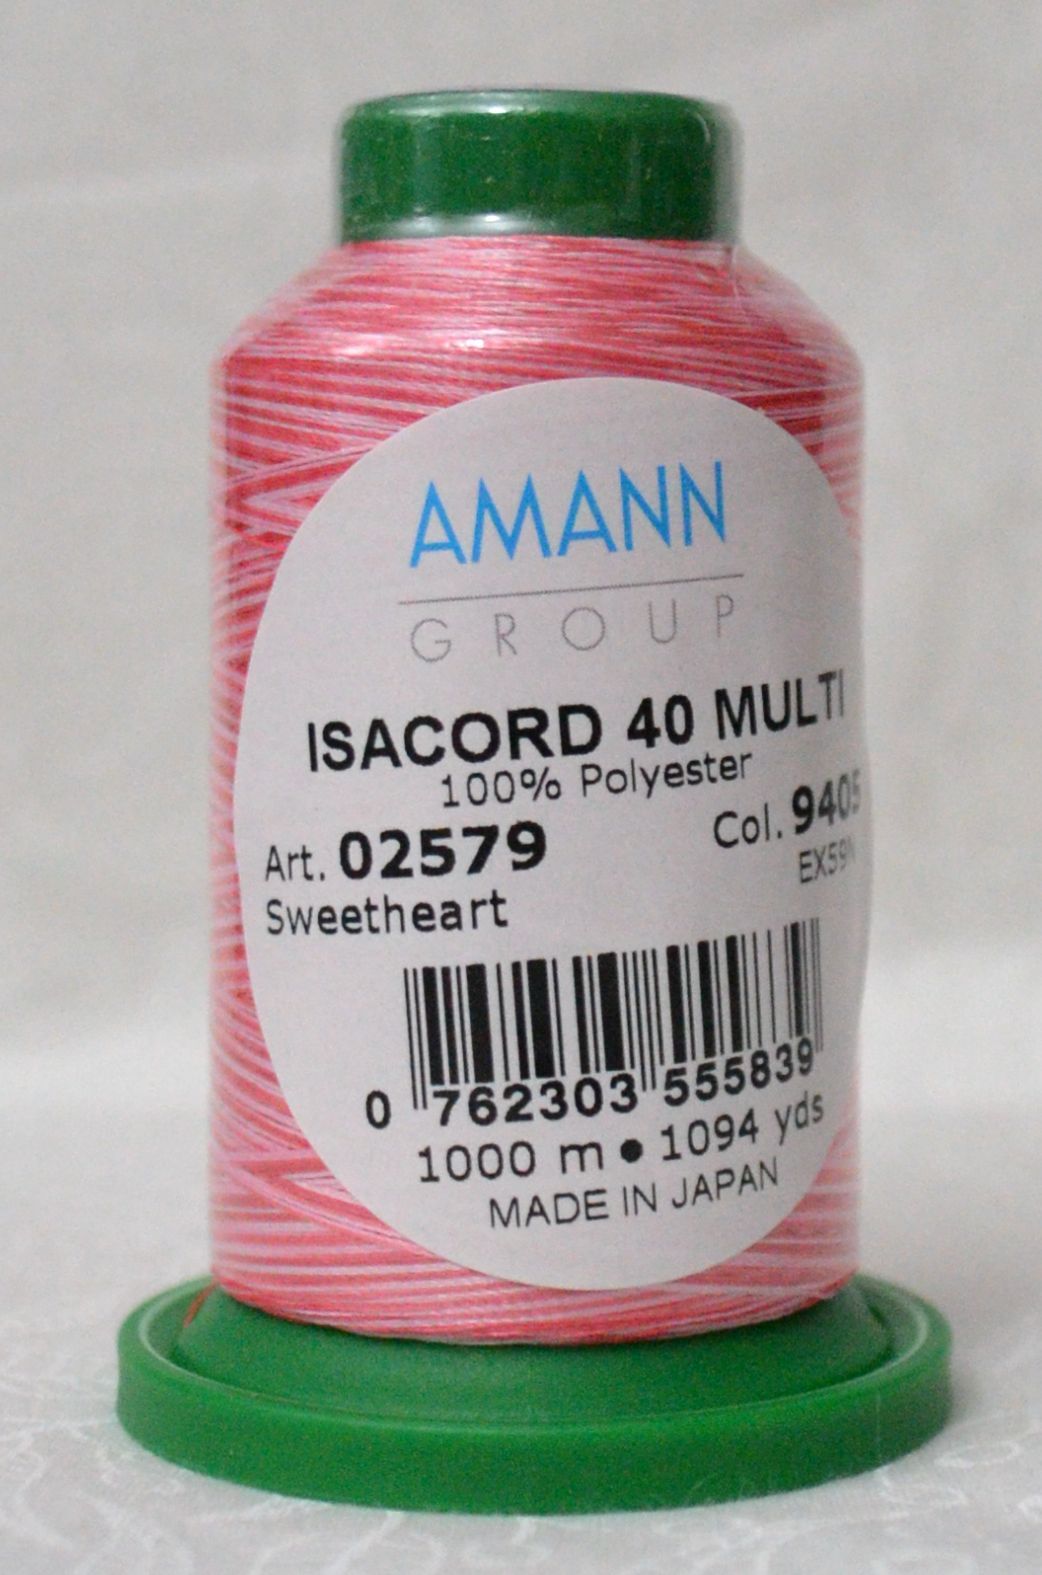 AMANN
GROUP
ISACORD 40 MULTI
100% Polyester
Art. 02579 Col. 9405
Sweetheart
0 762303 555839
1000 m • 1094 yds
MADE IN JAPAN